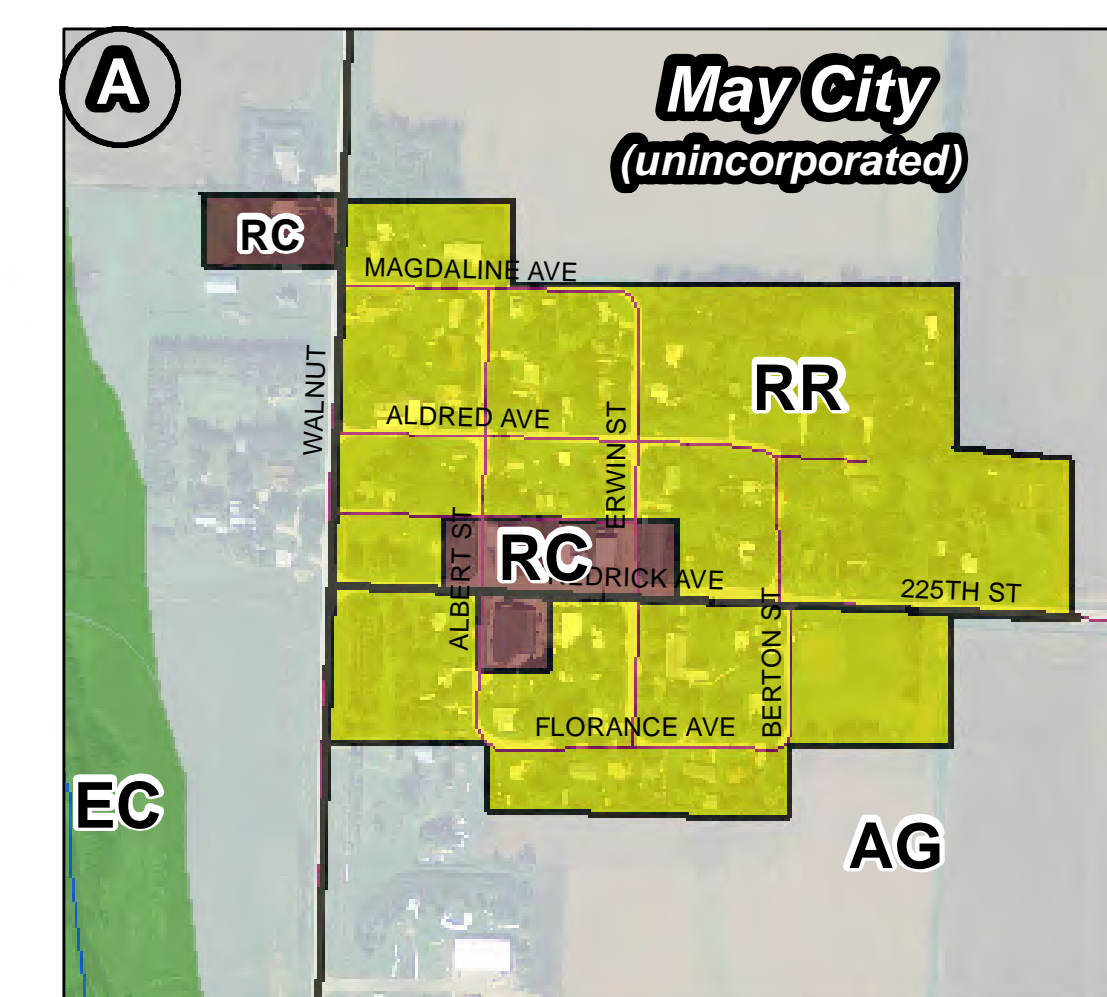 A
May City
(unincorporated)
RC
MAGDALINE AVE
WALNUT
RR
ALDRED AVE
ERWIN ST
ALBERT ST
RC
225TH ST
AVE
BERTON ST
FLORANCE AVE
EC
AG